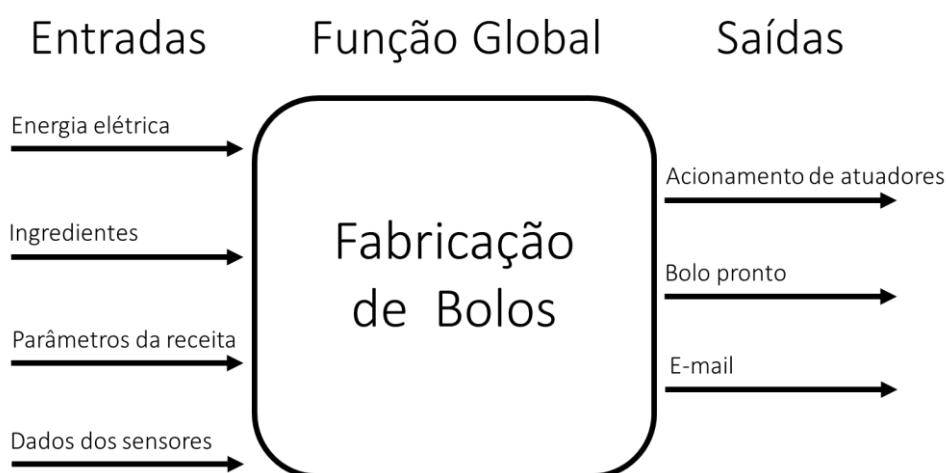 Entradas
Função Global
Saídas
Energia elétrica
Ingredientes
Parâmetros da receita
Dados dos sensores
Fabricação
de Bolos
Acionamento de atuadores
Bolo pronto
E-mail